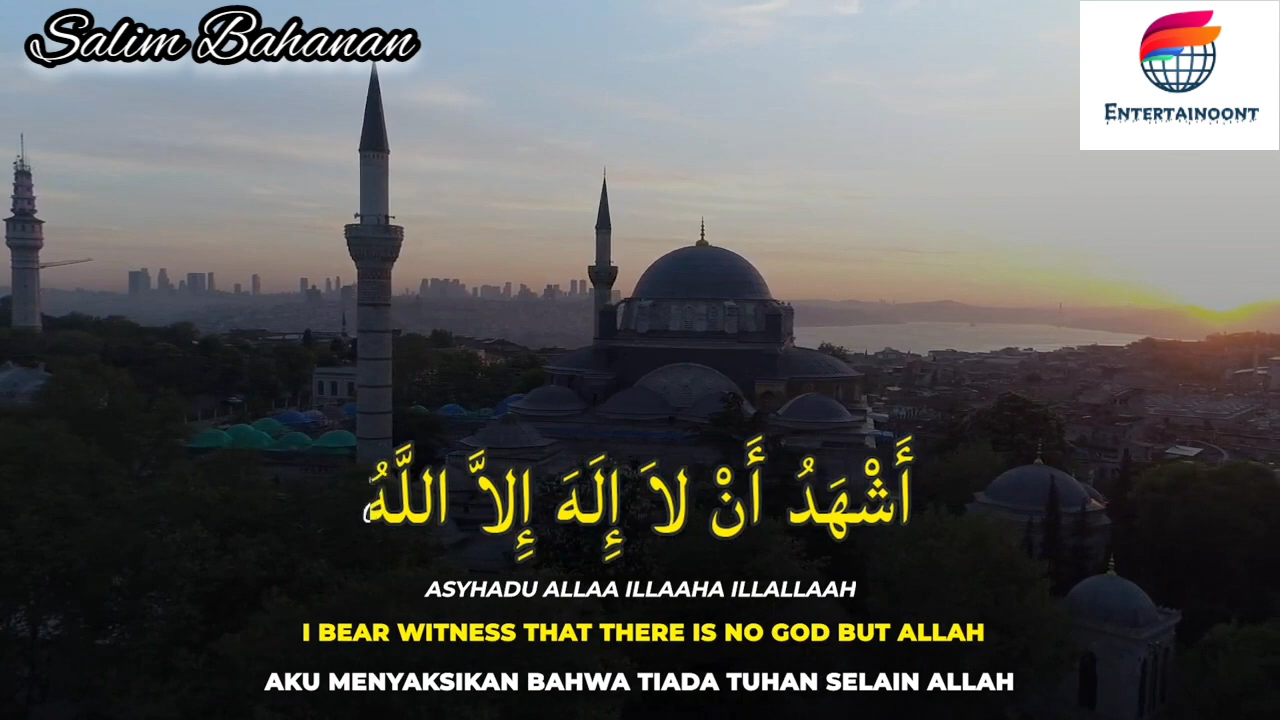 Salim Bahanan
ENTERTAINOONT
أَشْهَدُ أَنْ لاَ إِلَهَ إِلاَّ اللَّهُ
ASYHADU ALLAA ILLAAHA ILLALLAAH
I BEAR WITNESS THAT THERE IS NO GOD BUT ALLAH
AKU MENYAKSIKAN BAHWA TIADA TUHAN SELAIN ALLAH